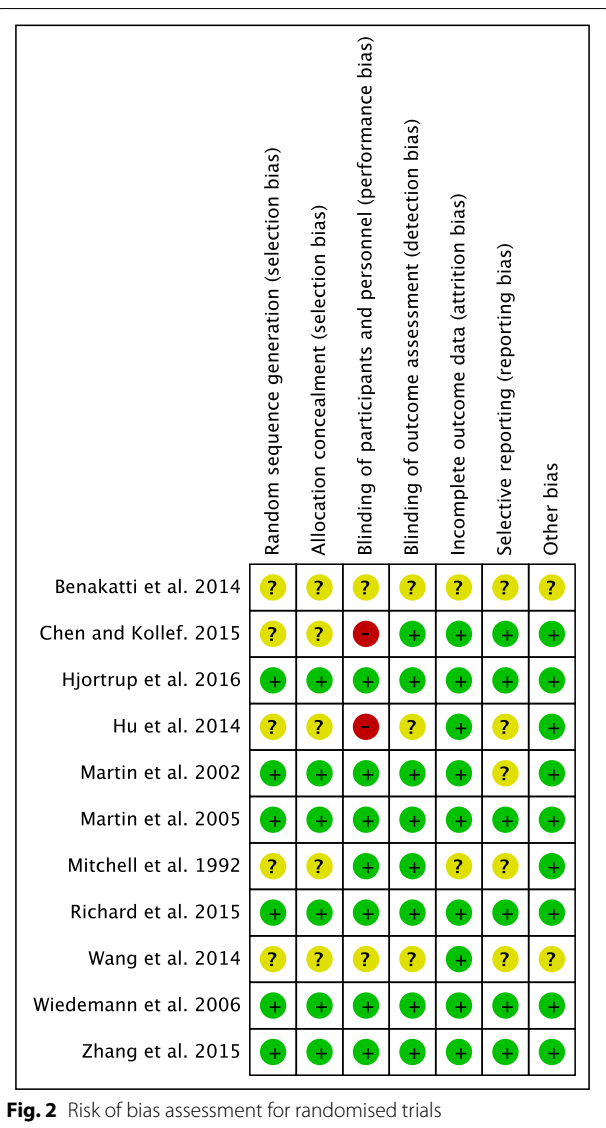 Random sequence generation (selection bias)
Allocation concealment (selection bias)
Blinding of participants and personnel (performance bias)
Blinding of outcome assessment (detection bias)
Incomplete outcome data (attrition bias)
Selective reporting (reporting bias)
Other bias
Benakatti et al. 2014 ? ? ? ? ? ? ?
Chen and Kollef. 2015 ? ? – + + + +
Hjortrup et al. 2016 + + + + + + +
Hu et al. 2014 ? ? – ? + ? +
Martin et al. 2002 + + + + + ? +
Martin et al. 2005 + + + + + + +
Mitchell et al. 1992 ? ? + + ? ? +
Richard et al. 2015 + + + + + + +
Wang et al. 2014 ? ? ? ? + ? ?
Wiedemann et al. 2006 + + + + + + +
Zhang et al. 2015 + + + + + + +
Fig. 2 Risk of bias assessment for randomised trials